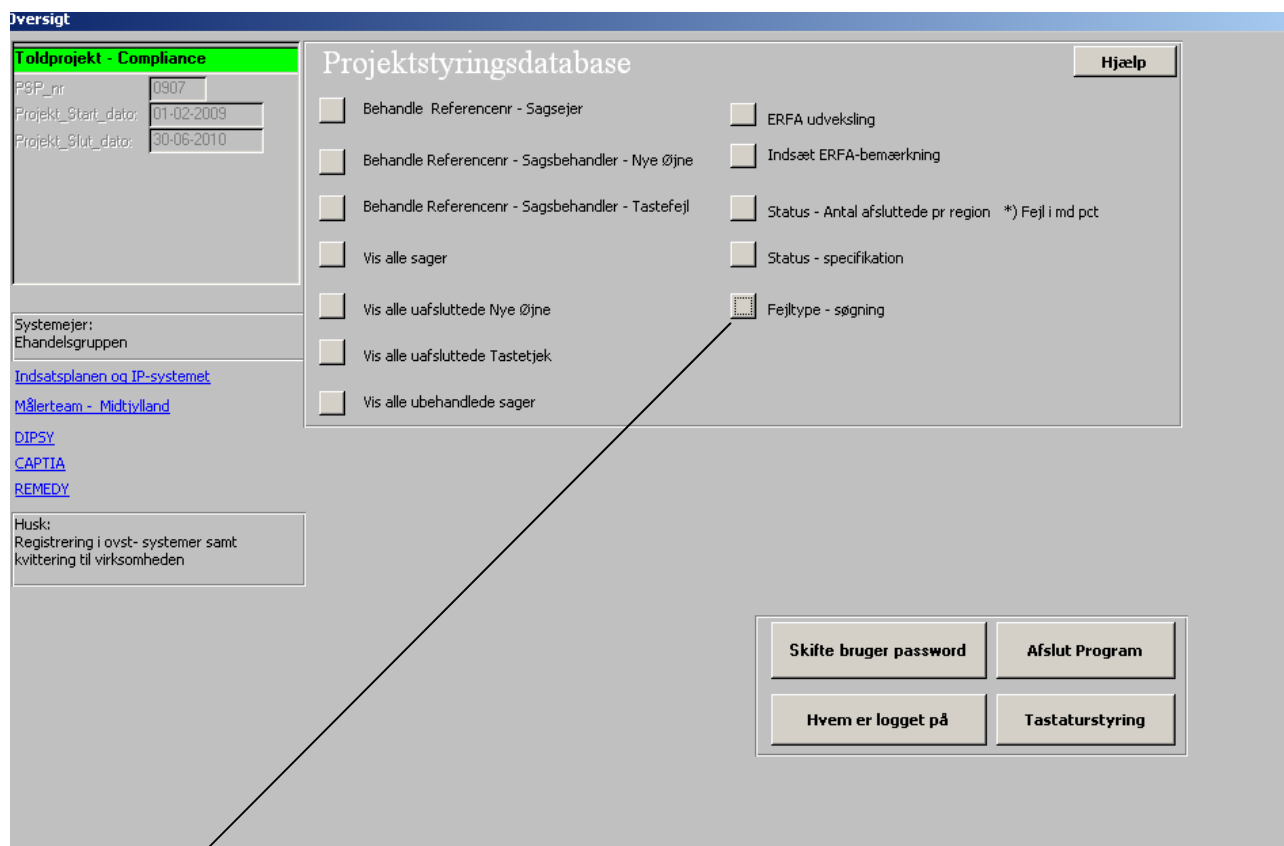 Oversigt
Toldprojekt - Compliance
PSP_nr 0907
Projekt_Start_dato: 01-02-2009
Projekt_Slut_dato: 30-06-2010
Systemejer:
Ehandelsgruppen
Indsatsplanen og IP-systemet
Målerteam - Midtjylland
DIPSY
CAPTIA
REMEDY
Husk:
Registrering i ovst- systemer samt
kvittering til virksomheden
Projektstyringsdatabase
Hjælp
Behandle Referencenr - Sagsejer
Behandle Referencenr - Sagsbehandler - Nye Øjne
Behandle Referencenr - Sagsbehandler - Tastefejl
Vis alle sager
Vis alle uafsluttede Nye Øjne
Vis alle uafsluttede Tastetjek
Vis alle ubehandlede sager
ERFA udveksling
Indsæt ERFA-bemærkning
Status - Antal afsluttede pr region *) Fejl i md pct
Status - specifikation
Fejltype - søgning
Skifte bruger password
Afslut Program
Hvem er logget på
Tastaturstyring